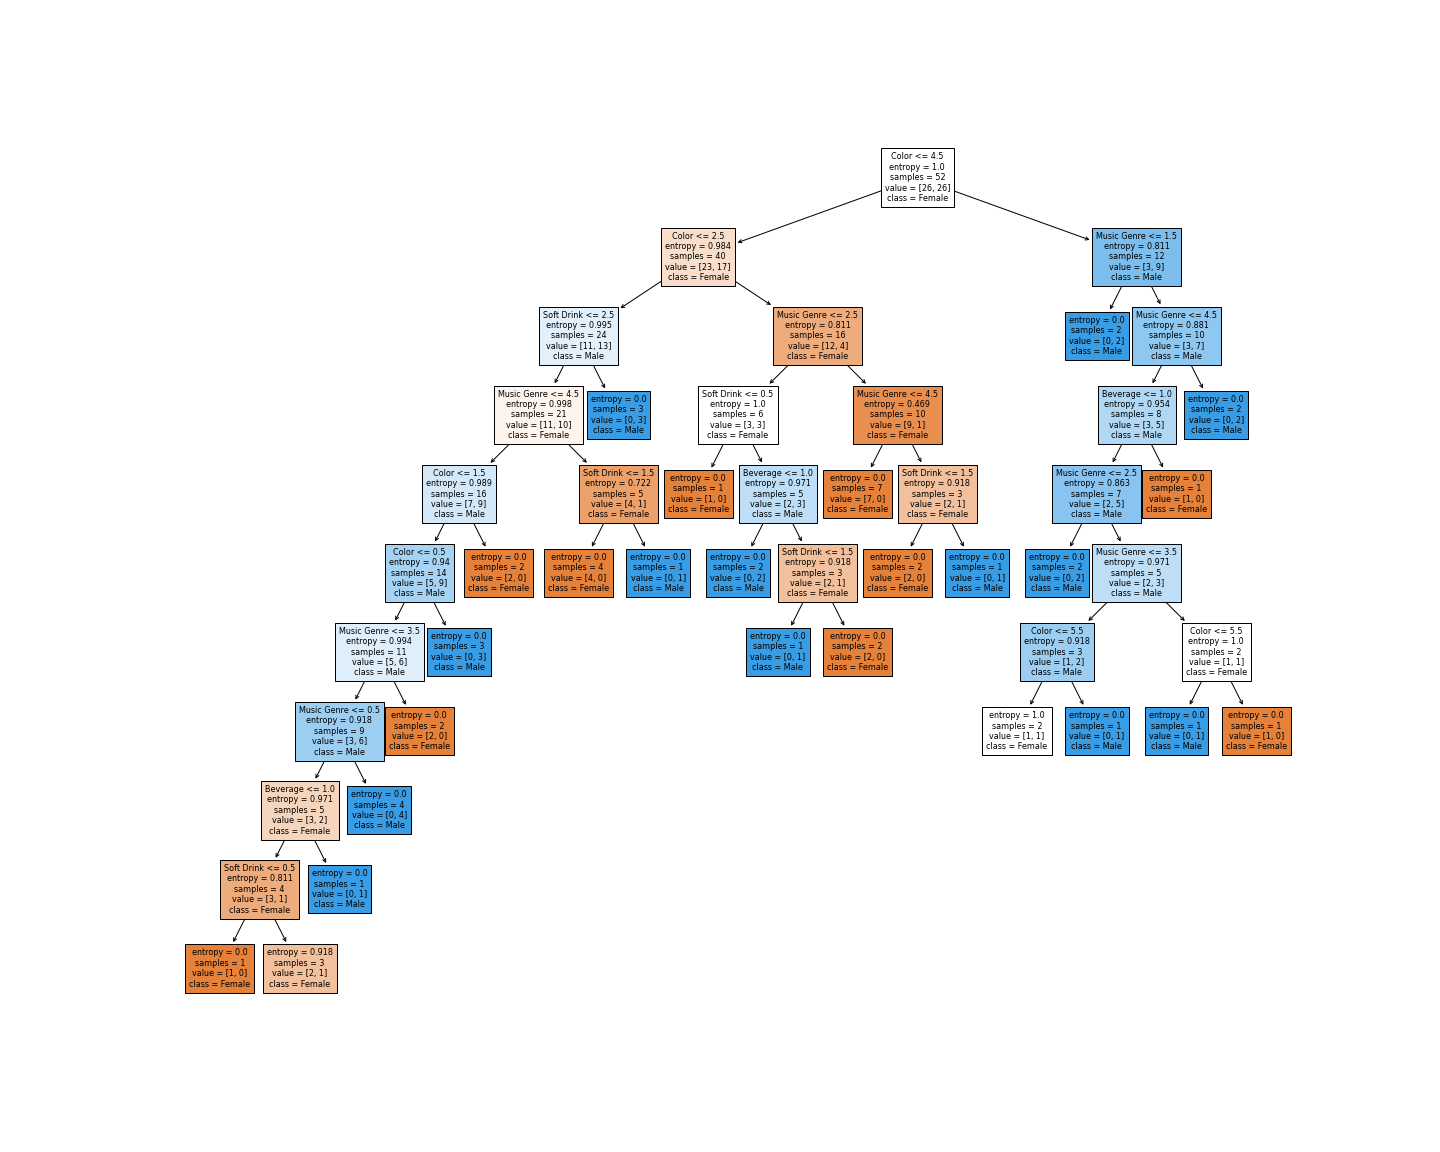 Color <= 4.5
entropy = 1.0
samples = 52
value = [26, 26]
class = Female
Color <= 2.5
entropy = 0.984
samples = 40
value = [23, 17]
class = Female
Music Genre <= 1.5
entropy = 0.811
samples = 12
value = [3, 9]
class = Male
Soft Drink <= 2.5
entropy = 0.995
samples = 24
value = [11, 13]
class = Male
Music Genre <= 2.5
entropy = 0.811
samples = 16
value = [12, 4]
class = Female
entropy = 0.0
samples = 2
value = [0, 2]
class = Male
Music Genre <= 4.5
entropy = 0.881
samples = 10
value = [3, 7]
class = Male
Music Genre <= 4.5
entropy = 0.998
samples = 21
value = [11, 10]
class = Female
entropy = 0.0
samples = 3
value = [0, 3]
class = Male
Soft Drink <= 0.5
entropy = 1.0
samples = 6
value = [3, 3]
class = Female
Music Genre <= 4.5
entropy = 0.469
samples = 10
value = [9, 1]
class = Female
Beverage <= 1.0
entropy = 0.954
samples = 8
value = [3, 5]
class = Male
entropy = 0.0
samples = 2
value = [0, 2]
class = Male
Color <= 1.5
entropy = 0.989
samples = 16
value = [7, 9]
class = Male
Soft Drink <= 1.5
entropy = 0.722
samples = 5
value = [4, 1]
class = Female
entropy = 0.0
samples = 1
value = [1, 0]
class = Female
Beverage <= 1.0
entropy = 0.971
samples = 5
value = [2, 3]
class = Male
entropy = 0.0
samples = 7
value = [7, 0]
class = Female
Soft Drink <= 1.5
entropy = 0.918
samples = 3
value = [2, 1]
class = Female
Music Genre <= 2.5
entropy = 0.863
samples = 7
value = [2, 5]
class = Male
entropy = 0.0
samples = 1
value = [1, 0]
class = Female
Color <= 0.5
entropy = 0.94
samples = 14
value = [5, 9]
class = Male
entropy = 0.0
samples = 2
value = [2, 0]
class = Female
entropy = 0.0
samples = 4
value = [4, 0]
class = Female
entropy = 0.0
samples = 1
value = [0, 1]
class = Male
entropy = 0.0
samples = 2
value = [0, 2]
class = Male
Soft Drink <= 1.5
entropy = 0.918
samples = 3
value = [2, 1]
class = Female
entropy = 0.0
samples = 2
value = [2, 0]
class = Female
entropy = 0.0
samples = 1
value = [0, 1]
class = Male
entropy = 0.0
samples = 2
value = [0, 2]
class = Male
Music Genre <= 3.5
entropy = 0.971
samples = 5
value = [2, 3]
class = Male
Music Genre <= 3.5
entropy = 0.994
samples = 11
value = [5, 6]
class = Male
entropy = 0.0
samples = 3
value = [0, 3]
class = Male
entropy = 0.0
samples = 1
value = [0, 1]
class = Male
entropy = 0.0
samples = 2
value = [2, 0]
class = Female
Color <= 5.5
entropy = 0.918
samples = 3
value = [1, 2]
class = Male
Color <= 5.5
entropy = 1.0
samples = 2
value = [1, 1]
class = Female
Music Genre <= 0.5
entropy = 0.918
samples = 9
value = [3, 6]
class = Male
entropy = 0.0
samples = 2
value = [2, 0]
class = Female
entropy = 1.0
samples = 2
value = [1, 1]
class = Female
entropy = 0.0
samples = 1
value = [0, 1]
class = Male
entropy = 0.0
samples = 1
value = [0, 1]
class = Male
entropy = 0.0
samples = 1
value = [1, 0]
class = Female
Beverage <= 1.0
entropy = 0.971
samples = 5
value = [3, 2]
class = Female
entropy = 0.0
samples = 4
value = [0, 4]
class = Male
Soft Drink <= 0.5
entropy = 0.811
samples = 4
value = [3, 1]
class = Female
entropy = 0.0
samples = 1
value = [0, 1]
class = Male
entropy = 0.0
samples = 1
value = [1, 0]
class = Female
entropy = 0.918
samples = 3
value = [2, 1]
class = Female